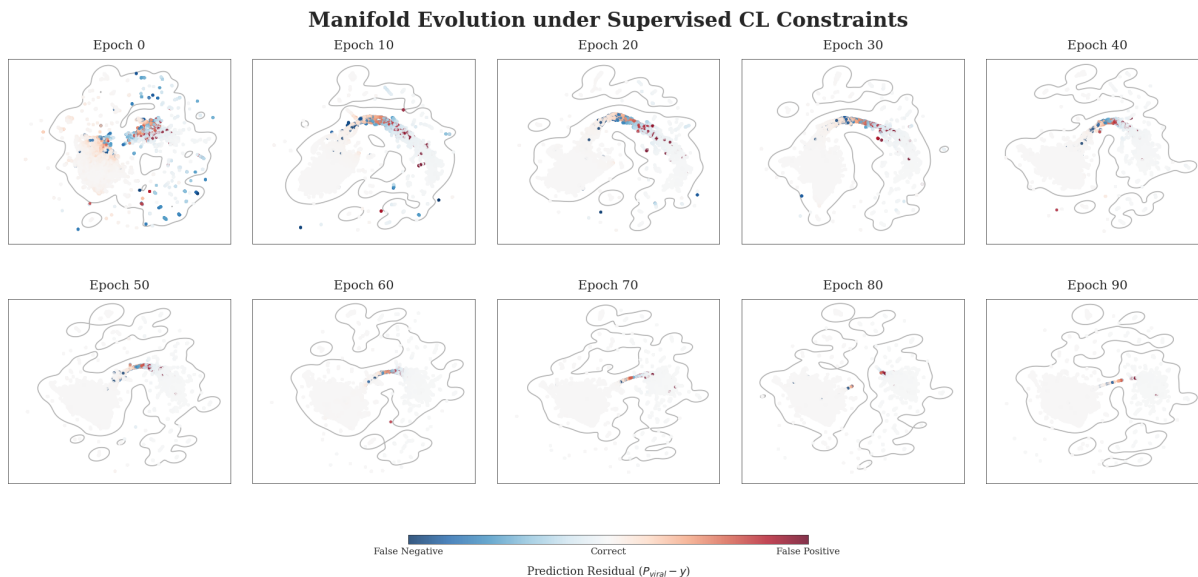 Manifold Evolution under Supervised CL Constraints
Epoch 0
Epoch 10
Epoch 20
Epoch 30
Epoch 40
Epoch 50
Epoch 60
Epoch 70
Epoch 80
Epoch 90
False Negative
Correct
False Positive
Prediction Residual (P_viral − y)